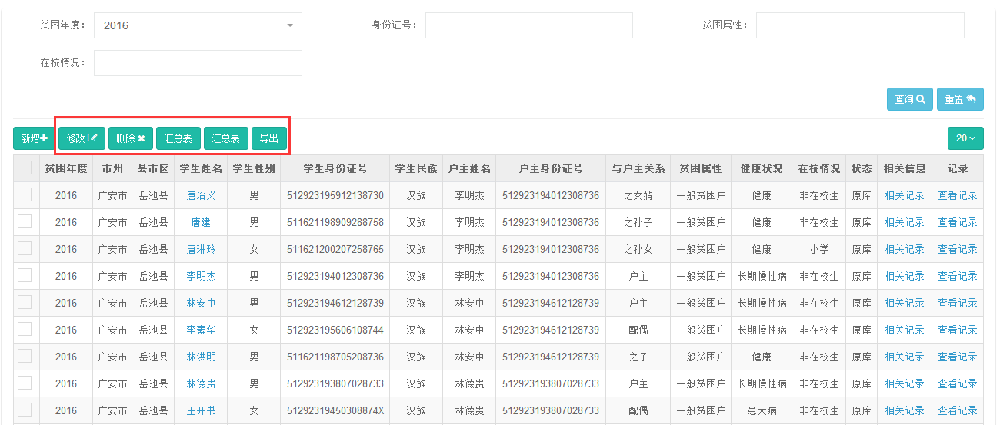 贫困年度： 2016 身份证号： 贫困属性：
在校情况：
查询 重置
新增 修改 删除 汇总表 汇总表 导出 20
贫困年度 市州 县市区 学生姓名 学生性别 学生身份证号 学生民族 户主姓名 户主身份证号 与户主关系 贫困属性 健康状况 在校情况 状态 相关信息 记录
2016 广安市 岳池县 唐治义 男 512923195912138730 汉族 李明杰 512923194012308736 之女婿 一般贫困户 健康 非在校生 原库 相关记录 查看记录
2016 广安市 岳池县 唐建 男 511621198909288758 汉族 李明杰 512923194012308736 之孙子 一般贫困户 健康 非在校生 原库 相关记录 查看记录
2016 广安市 岳池县 唐琳玲 女 511621200207258765 汉族 李明杰 512923194012308736 之孙女 一般贫困户 健康 小学 原库 相关记录 查看记录
2016 广安市 岳池县 李明杰 男 512923194012308736 汉族 李明杰 512923194012308736 户主 一般贫困户 长期慢性病 非在校生 原库 相关记录 查看记录
2016 广安市 岳池县 林安中 男 512923194612128739 汉族 林安中 512923194612128739 户主 一般贫困户 长期慢性病 非在校生 原库 相关记录 查看记录
2016 广安市 岳池县 李素华 女 512923195606108744 汉族 林安中 512923194612128739 配偶 一般贫困户 长期慢性病 非在校生 原库 相关记录 查看记录
2016 广安市 岳池县 林洪明 男 511621198705208736 汉族 林安中 512923194612128739 之子 一般贫困户 健康 非在校生 原库 相关记录 查看记录
2016 广安市 岳池县 林德贵 男 512923193807028733 汉族 林德贵 512923193807028733 户主 一般贫困户 长期慢性病 非在校生 原库 相关记录 查看记录
2016 广安市 岳池县 王开书 女 51292319450308874X 汉族 林德贵 512923193807028733 配偶 一般贫困户 患大病 非在校生 原库 相关记录 查看记录